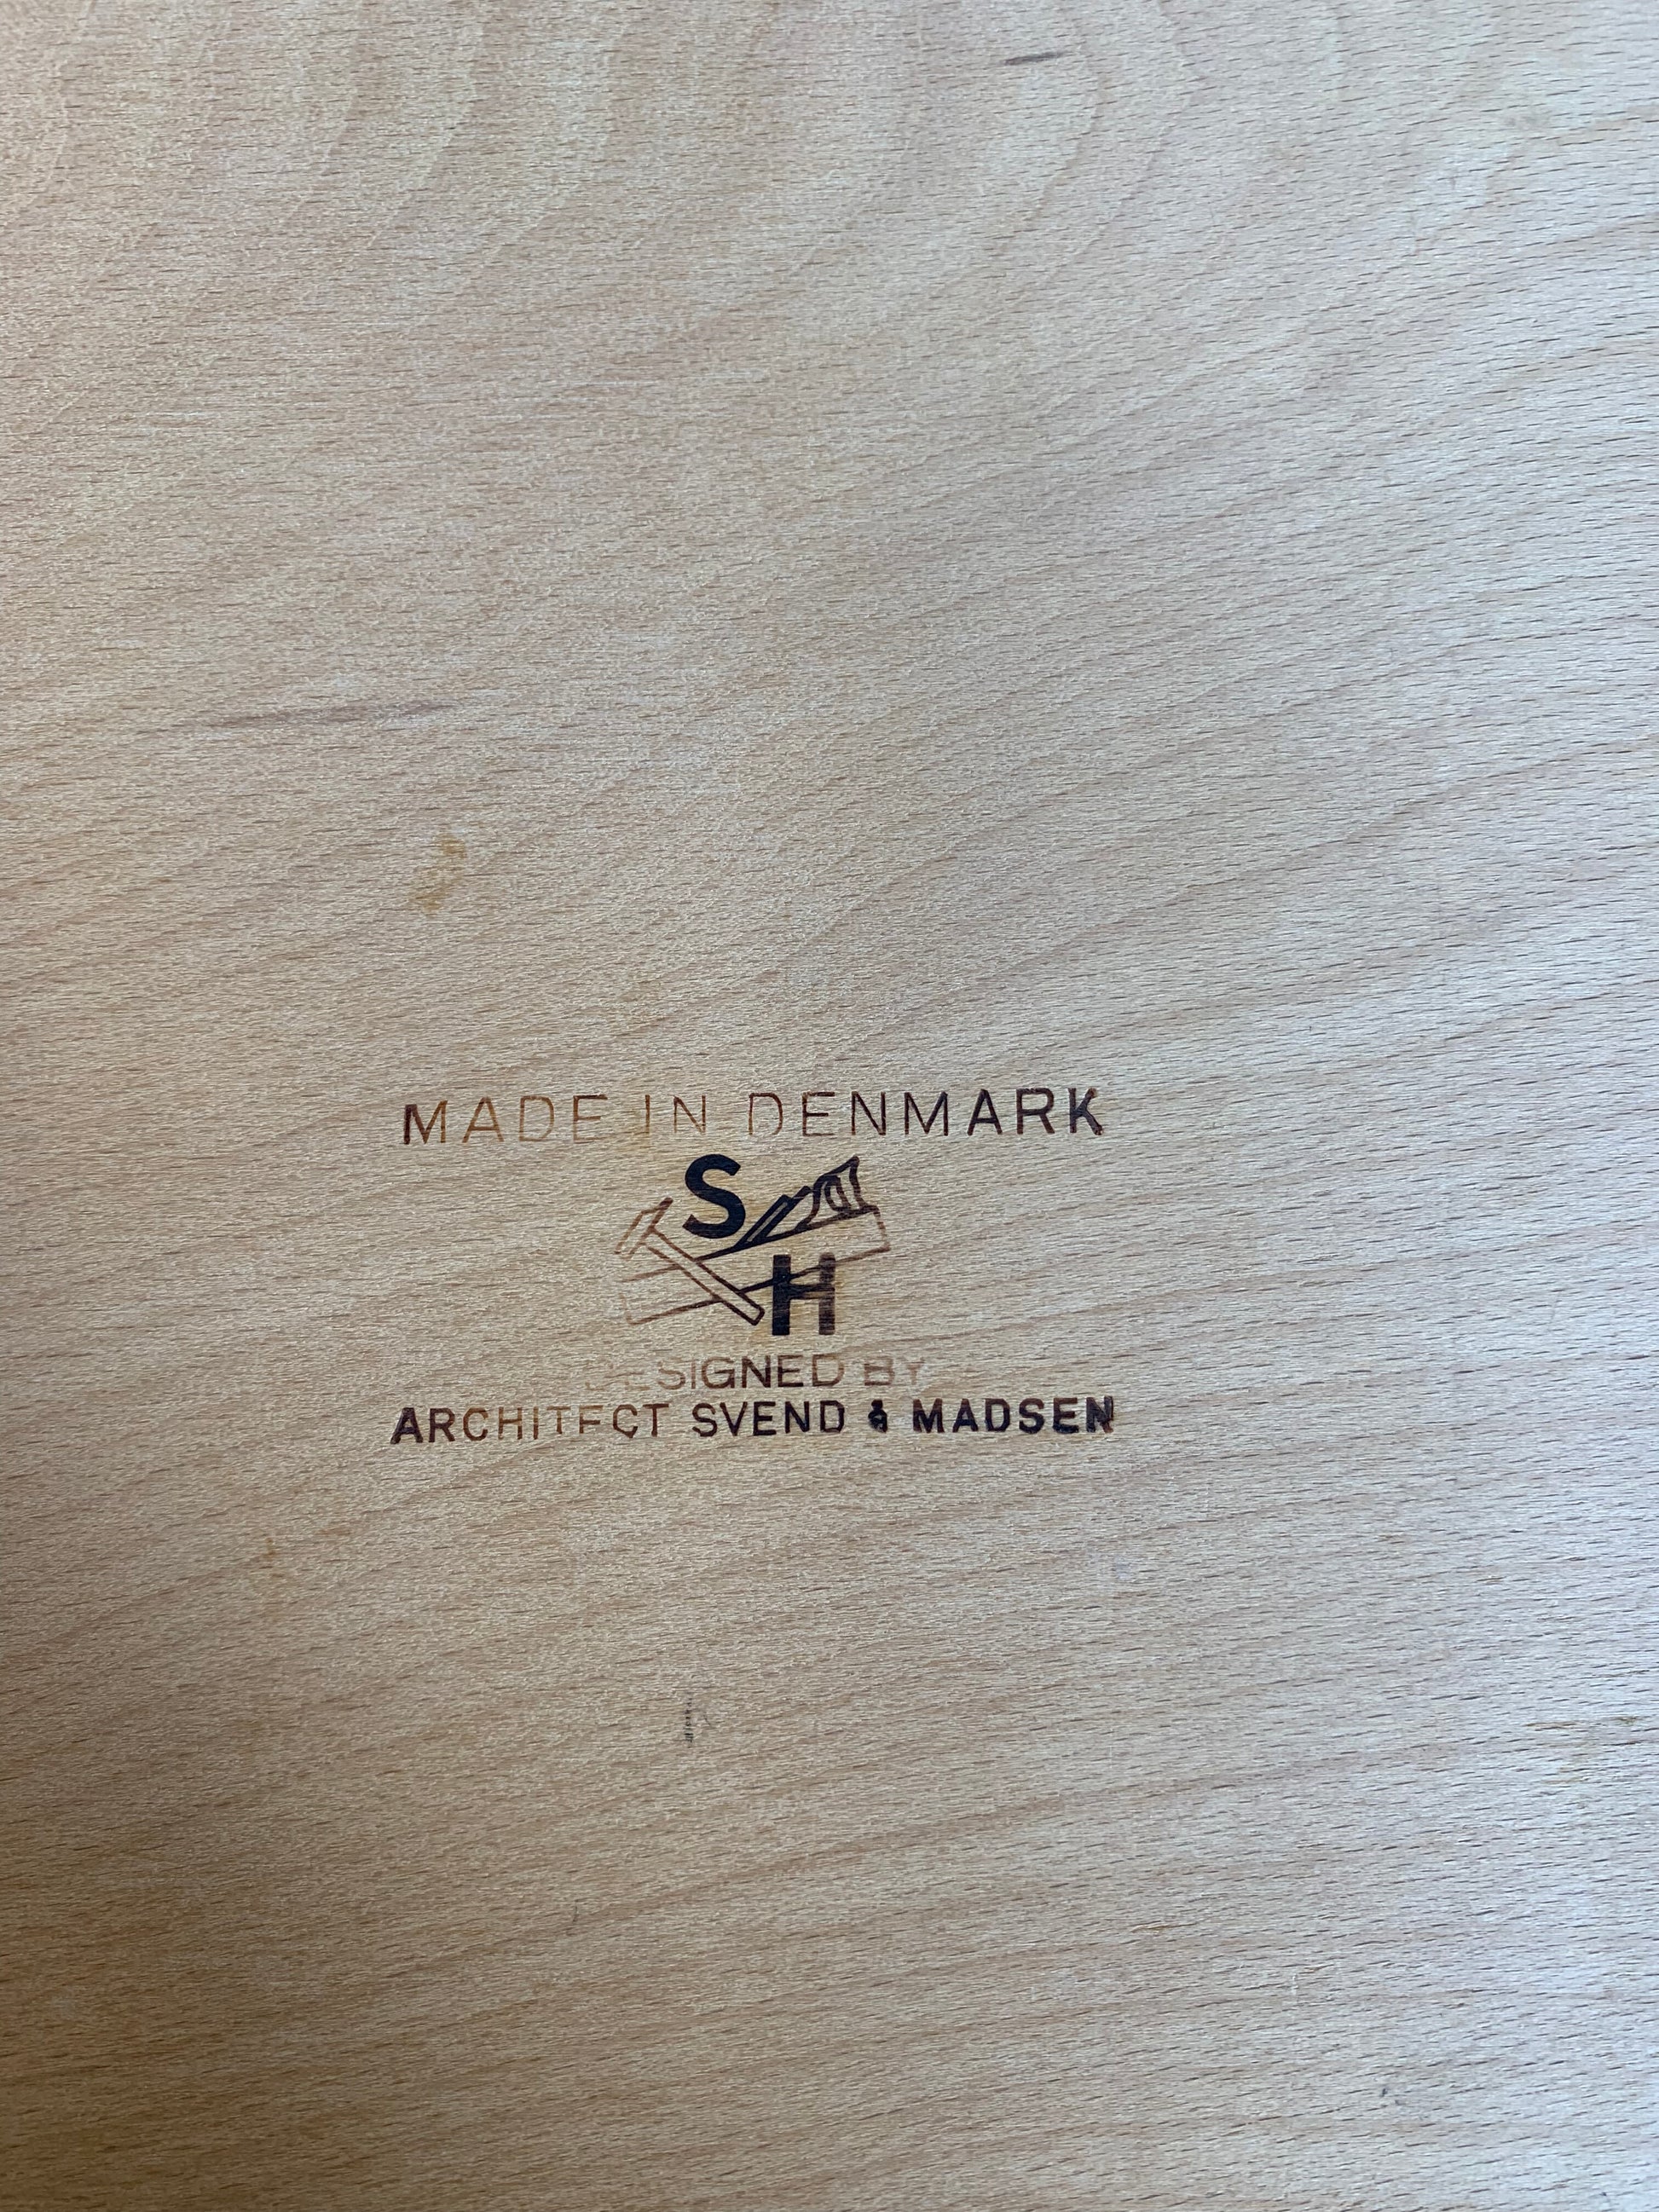 MADE IN DENMARK
S
H
DESIGNED BY
ARCHITECT SVEND & MADSEN